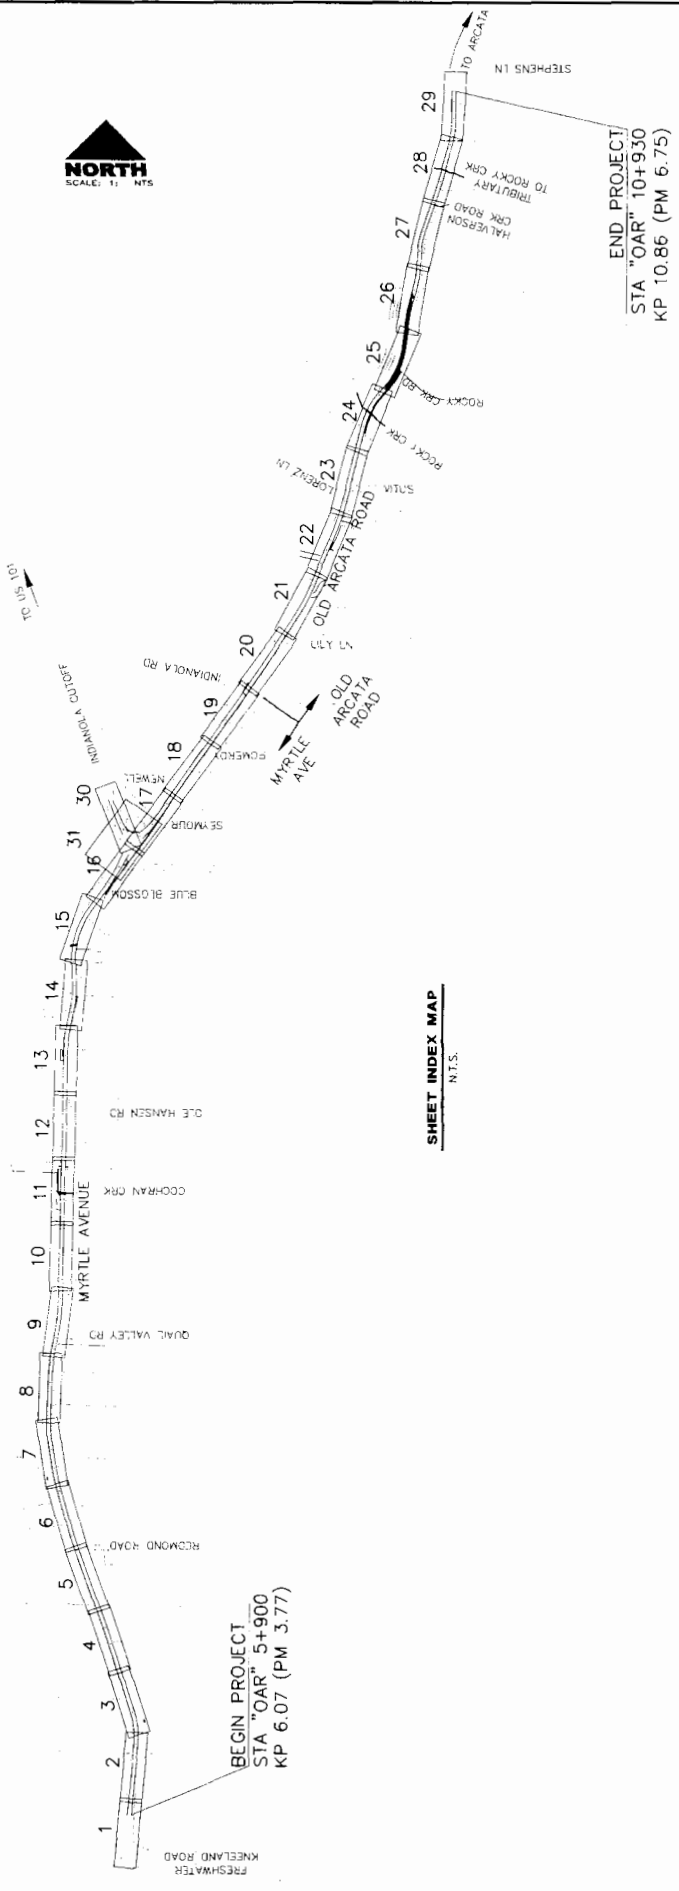 NORTH
SCALE: 1: NTS
TO ARCATA
STEPHENS LN
29
28
TRIBUTARY
TO ROCKY CRK
HALVERSON
CRK ROAD
27
26
25
ROCKY CRK RD
24
ROCKY CRK
23
LORENZ LN
22
OLD ARCATA ROAD
21
20
INDIANOLA RD
19
MYRTLE
AVE
OLD
ARCATA
ROAD
18
POMEROY
NEWELL
17
SEYMOUR
30
31
INDIANOLA CUTOFF
TO US 101
16
BLUE BLOSSOM
15
14
13
12
OLE HANSEN RD
11
COCHRAN CRK
10
MYRTLE AVENUE
9
QUAIL VALLEY RD
8
7
6
REDMOND ROAD
5
4
3
2
1
FRESHWATER
KNEELAND ROAD
BEGIN PROJECT
STA "OAR" 5+900
KP 6.07 (PM 3.77)
END PROJECT
STA "OAR" 10+930
KP 10.86 (PM 6.75)
SHEET INDEX MAP
N.T.S.